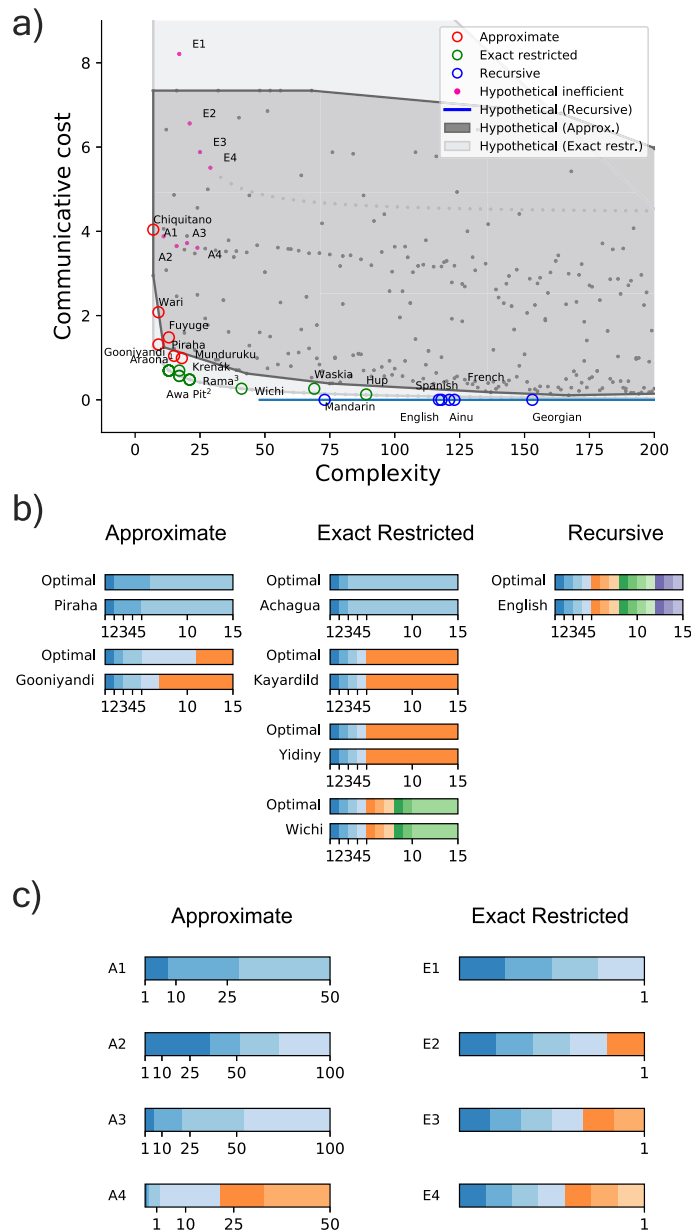 a)
Communicative cost
8
6
4
2
0
E1
E2
E3
E4
Approximate
Exact restricted
Recursive
Hypothetical inefficient
Hypothetical (Recursive)
Hypothetical (Approx.)
Hypothetical (Exact restr.)
Chiquitano
A1 A3
A2 A4
Wari
Fuyuge
Piraha
Gooniyandi
Araona¹ Munduruku
Krenák
Rama³
Awa Pit²
Wichi
Waskia
Hup
Spanish
French
Mandarin
English
Ainu
Georgian
0 25 50 75 100 125 150 175 200
Complexity
b)
Approximate
Optimal
Piraha
12345 10 15
Optimal
Gooniyandi
12345 10 15
Exact Restricted
Optimal
Achagua
12345 10 15
Optimal
Kayardild
12345 10 15
Optimal
Yidiny
12345 10 15
Optimal
Wichi
12345 10 15
Recursive
Optimal
English
12345 10 15
c)
Approximate
A1
1 10 25 50
A2
1 10 25 50 100
A3
1 10 25 50 100
A4
1 10 25 50
Exact Restricted
E1
1
E2
1
E3
1
E4
1